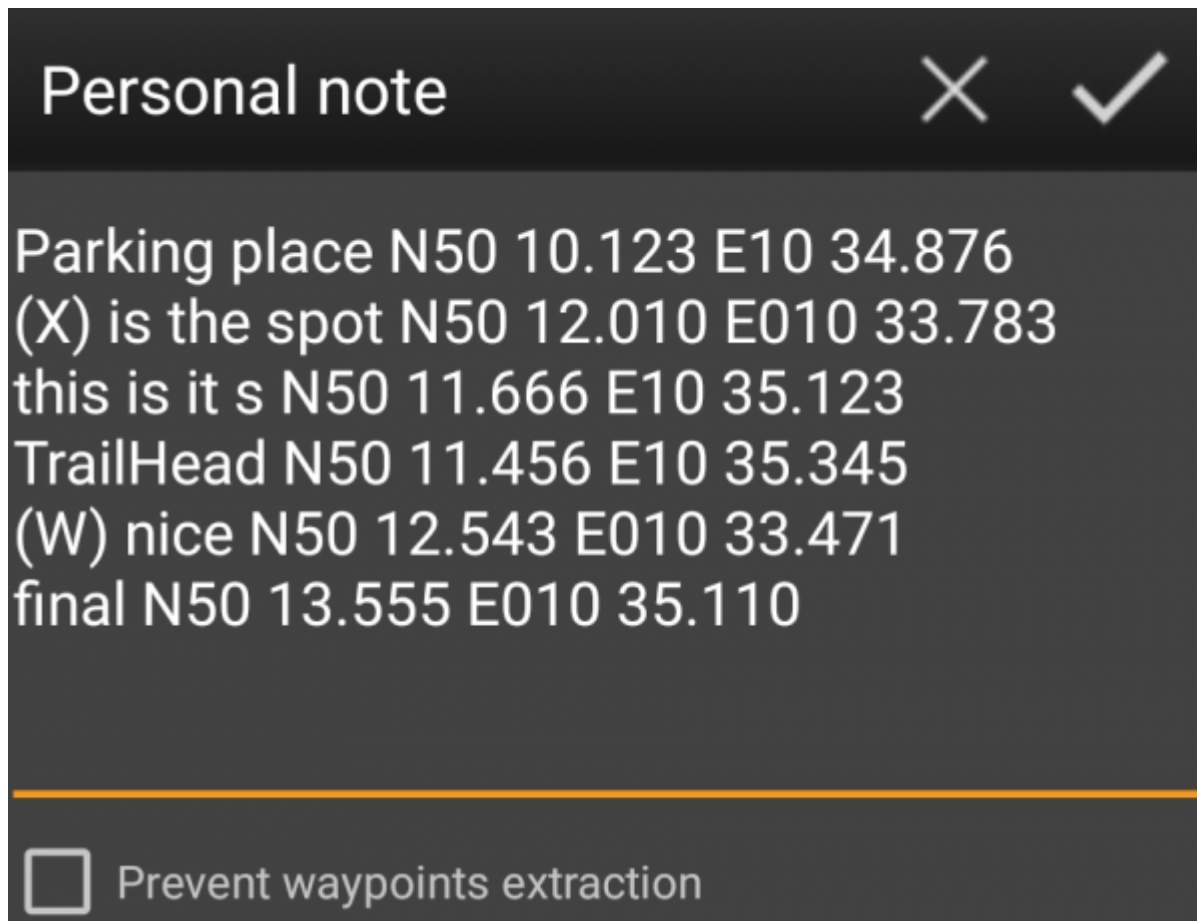 Personal note
Parking place N50 10.123 E10 34.876
(X) is the spot N50 12.010 E010 33.783
this is it s N50 11.666 E10 35.123
TrailHead N50 11.456 E10 35.345
(W) nice N50 12.543 E010 33.471
final N50 13.555 E010 35.110
Prevent waypoints extraction